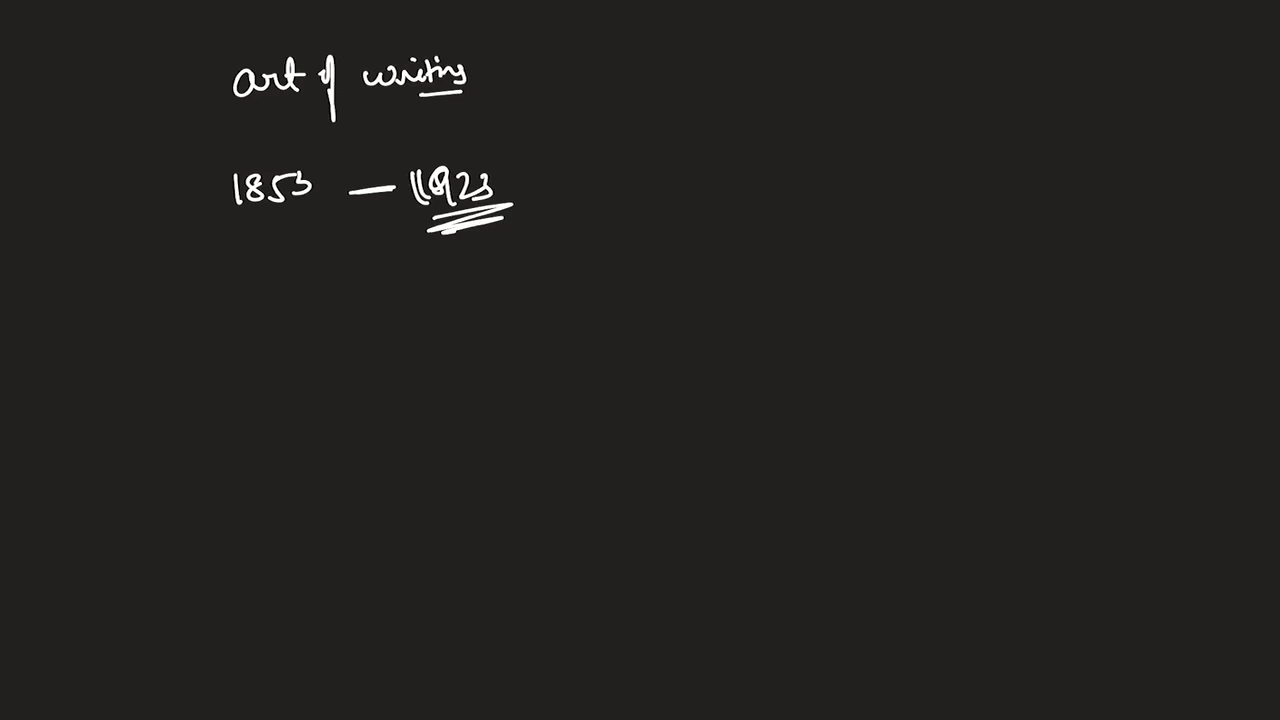 art of writing
1853 — 1923